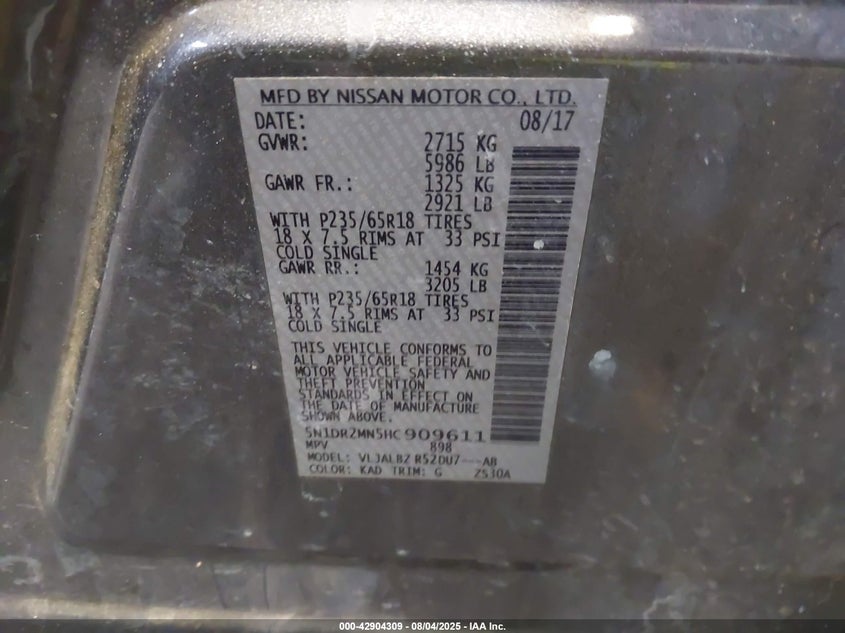 MFD BY NISSAN MOTOR CO., LTD.
DATE: 08/17
GVWR: 2715 KG
5986 LB
GAWR FR.: 1325 KG
2921 LB
WITH P235/65R18 TIRES
18 X 7.5 RIMS AT 33 PSI
COLD SINGLE
GAWR RR.: 1454 KG
3205 LB
WITH P235/65R18 TIRES
18 X 7.5 RIMS AT 33 PSI
COLD SINGLE
THIS VEHICLE CONFORMS TO
ALL APPLICABLE FEDERAL
MOTOR VEHICLE SAFETY AND
THEFT PREVENTION
STANDARDS IN EFFECT ON
THE DATE OF MANUFACTURE
SHOWN ABOVE.
5N1DR2MN5HC909611
MPV 898
MODEL: VLJALBZ R52DU7---AB
COLOR: KAD TRIM: G ZS30A
000-42904309 - 08/04/2025 - IAA Inc.